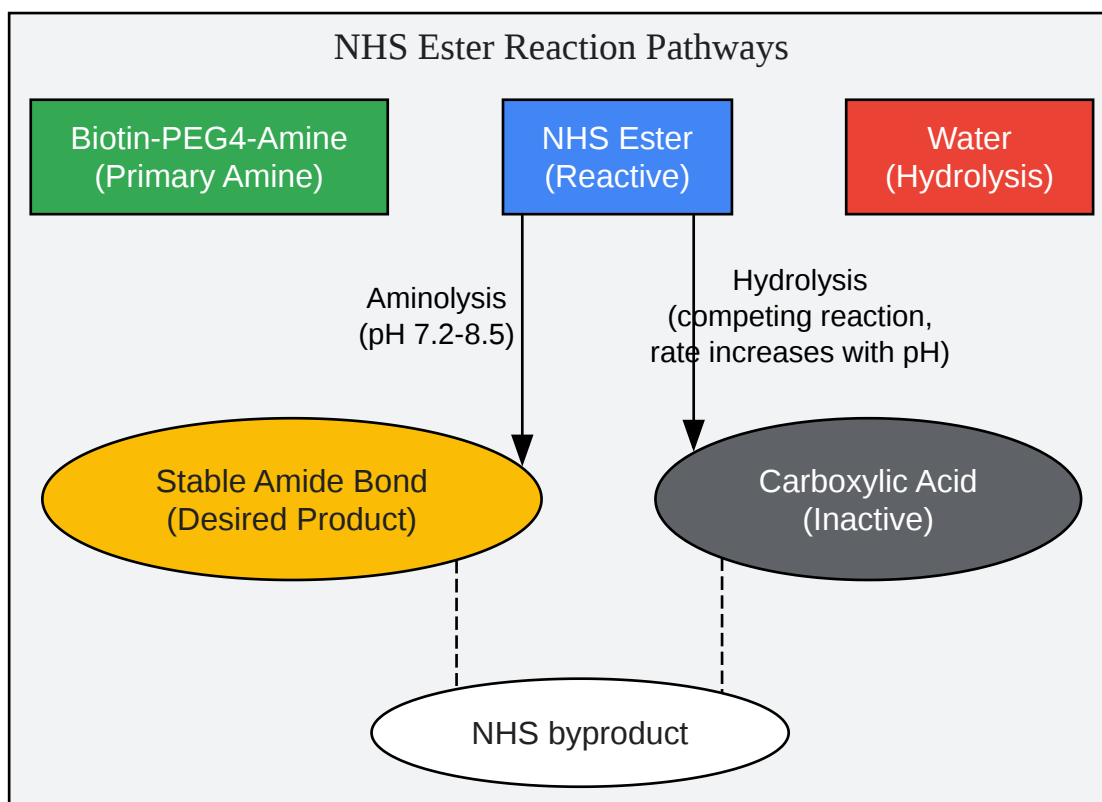 NHS Ester Reaction Pathways
Biotin-PEG4-Amine
(Primary Amine)
NHS Ester
(Reactive)
Water
(Hydrolysis)
Aminolysis
(pH 7.2-8.5)
Hydrolysis
(competing reaction,
rate increases with pH)
Stable Amide Bond
(Desired Product)
Carboxylic Acid
(Inactive)
NHS byproduct